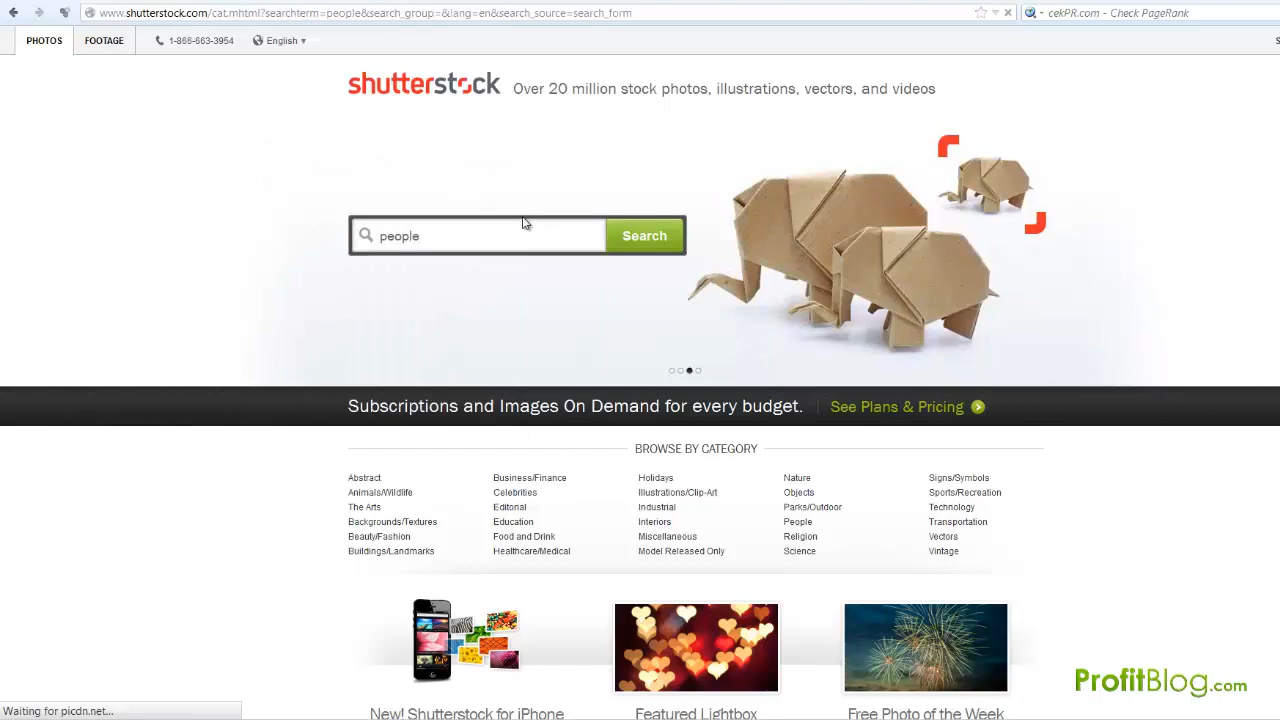 www.shutterstock.com/cat.mhtml?searchterm=people&search_group=&lang=en&search_source=search_form
cekPR.com - Check PageRank
PHOTOS
FOOTAGE
1-866-663-3954
English
S
shutterstock
Over 20 million stock photos, illustrations, vectors, and videos
people
Search
Subscriptions and Images On Demand for every budget.
See Plans & Pricing
BROWSE BY CATEGORY
Abstract
Animals/Wildlife
The Arts
Backgrounds/Textures
Beauty/Fashion
Buildings/Landmarks
Business/Finance
Celebrities
Editorial
Education
Food and Drink
Healthcare/Medical
Holidays
Illustrations/Clip-Art
Industrial
Interiors
Miscellaneous
Model Released Only
Nature
Objects
Parks/Outdoor
People
Religion
Science
Signs/Symbols
Sports/Recreation
Technology
Transportation
Vectors
Vintage
New! Shutterstock for iPhone
Featured Lightbox
Free Photo of the Week
ProfitBlog.com
Waiting for picdn.net...